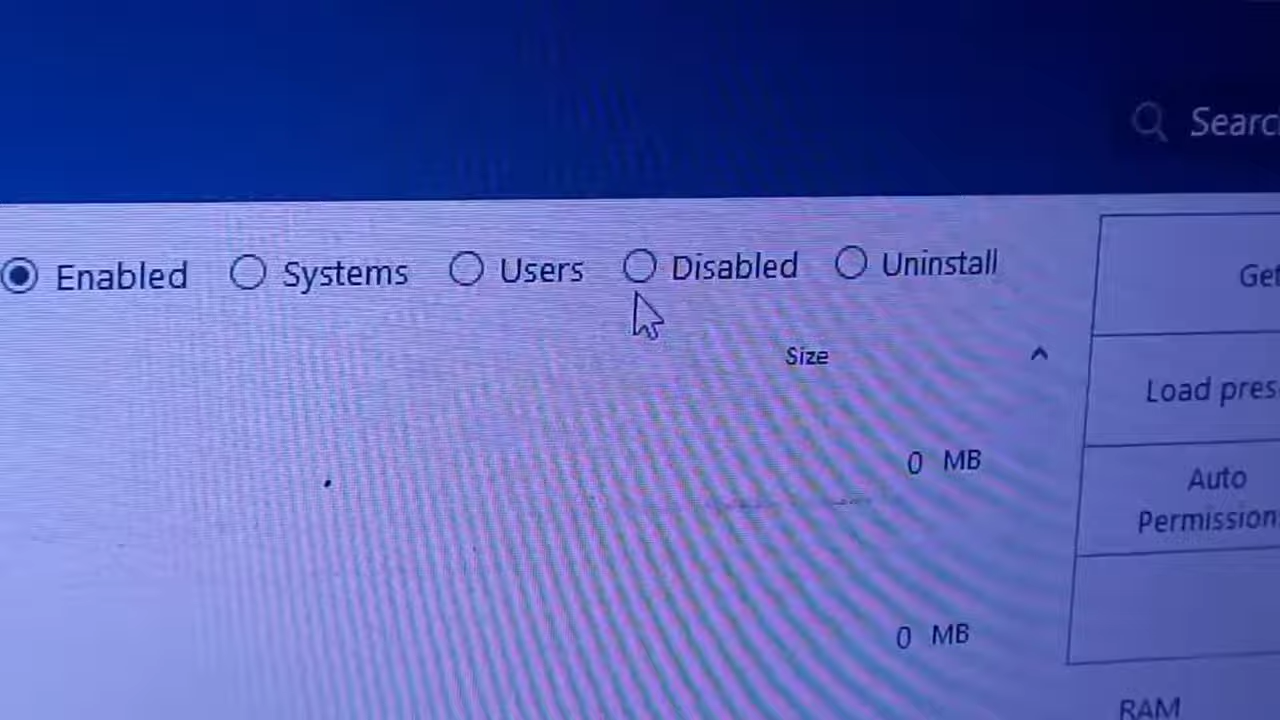 Searc
Enabled Systems Users Disabled Uninstall
Get
Size
Load pres
0 MB
Auto
Permission
0 MB
RAM